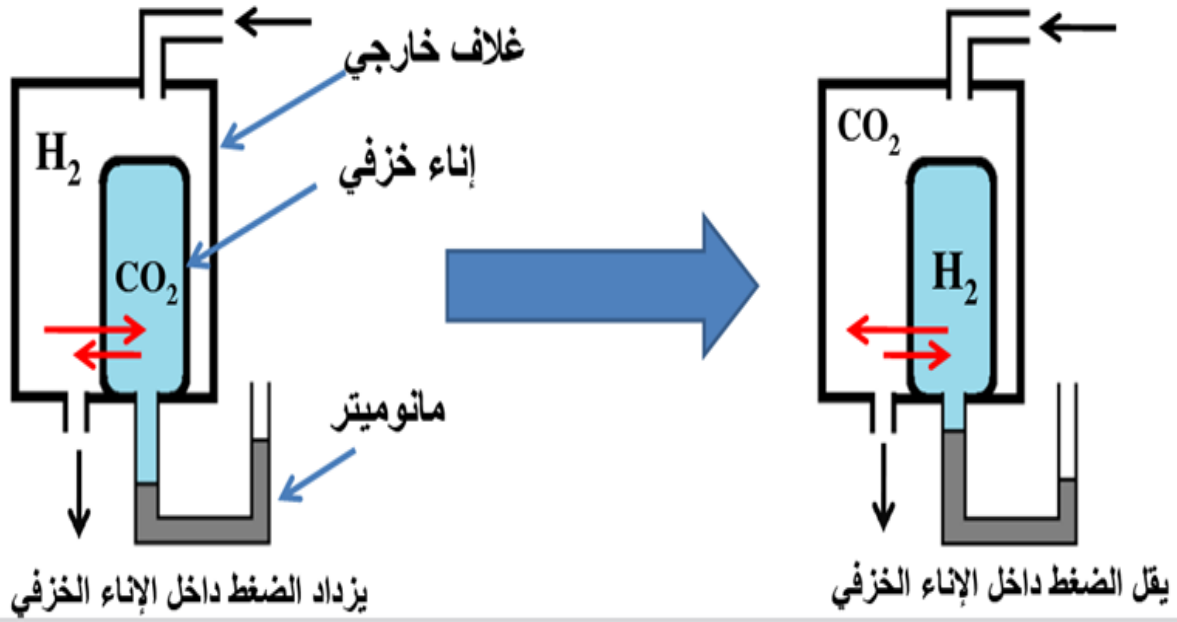 غلاف خارجي
H₂
إناء خزفي
CO₂
مانوميتر
يزداد الضغط داخل الإناء الخزفي
CO₂
H₂
يقل الضغط داخل الإناء الخزفي